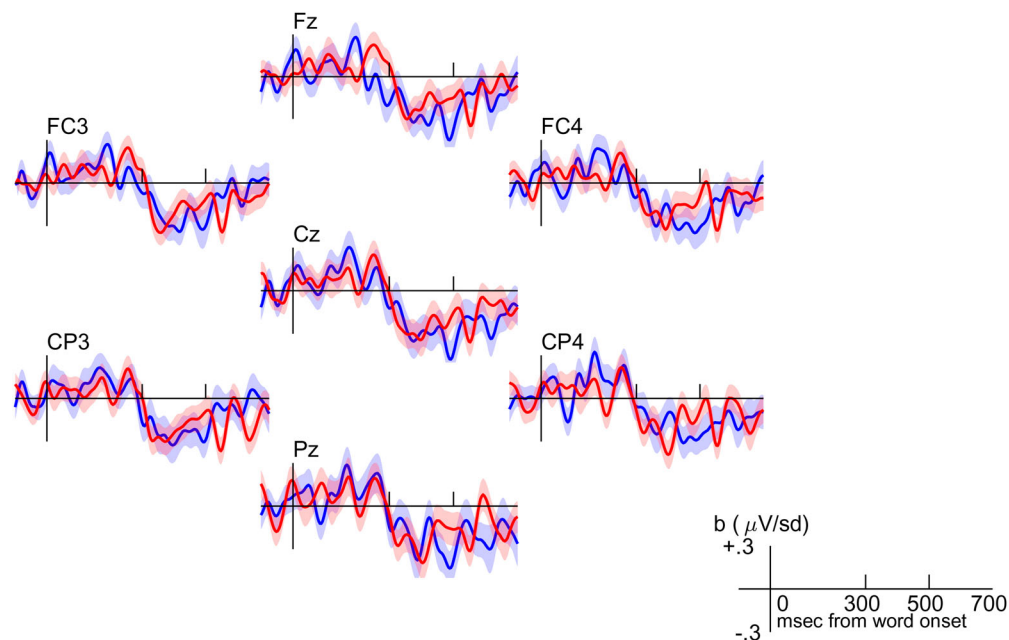 Fz
FC3
FC4
Cz
CP3
CP4
Pz
b ( μV/sd)
+.3
0 300 500 700
msec from word onset
-.3